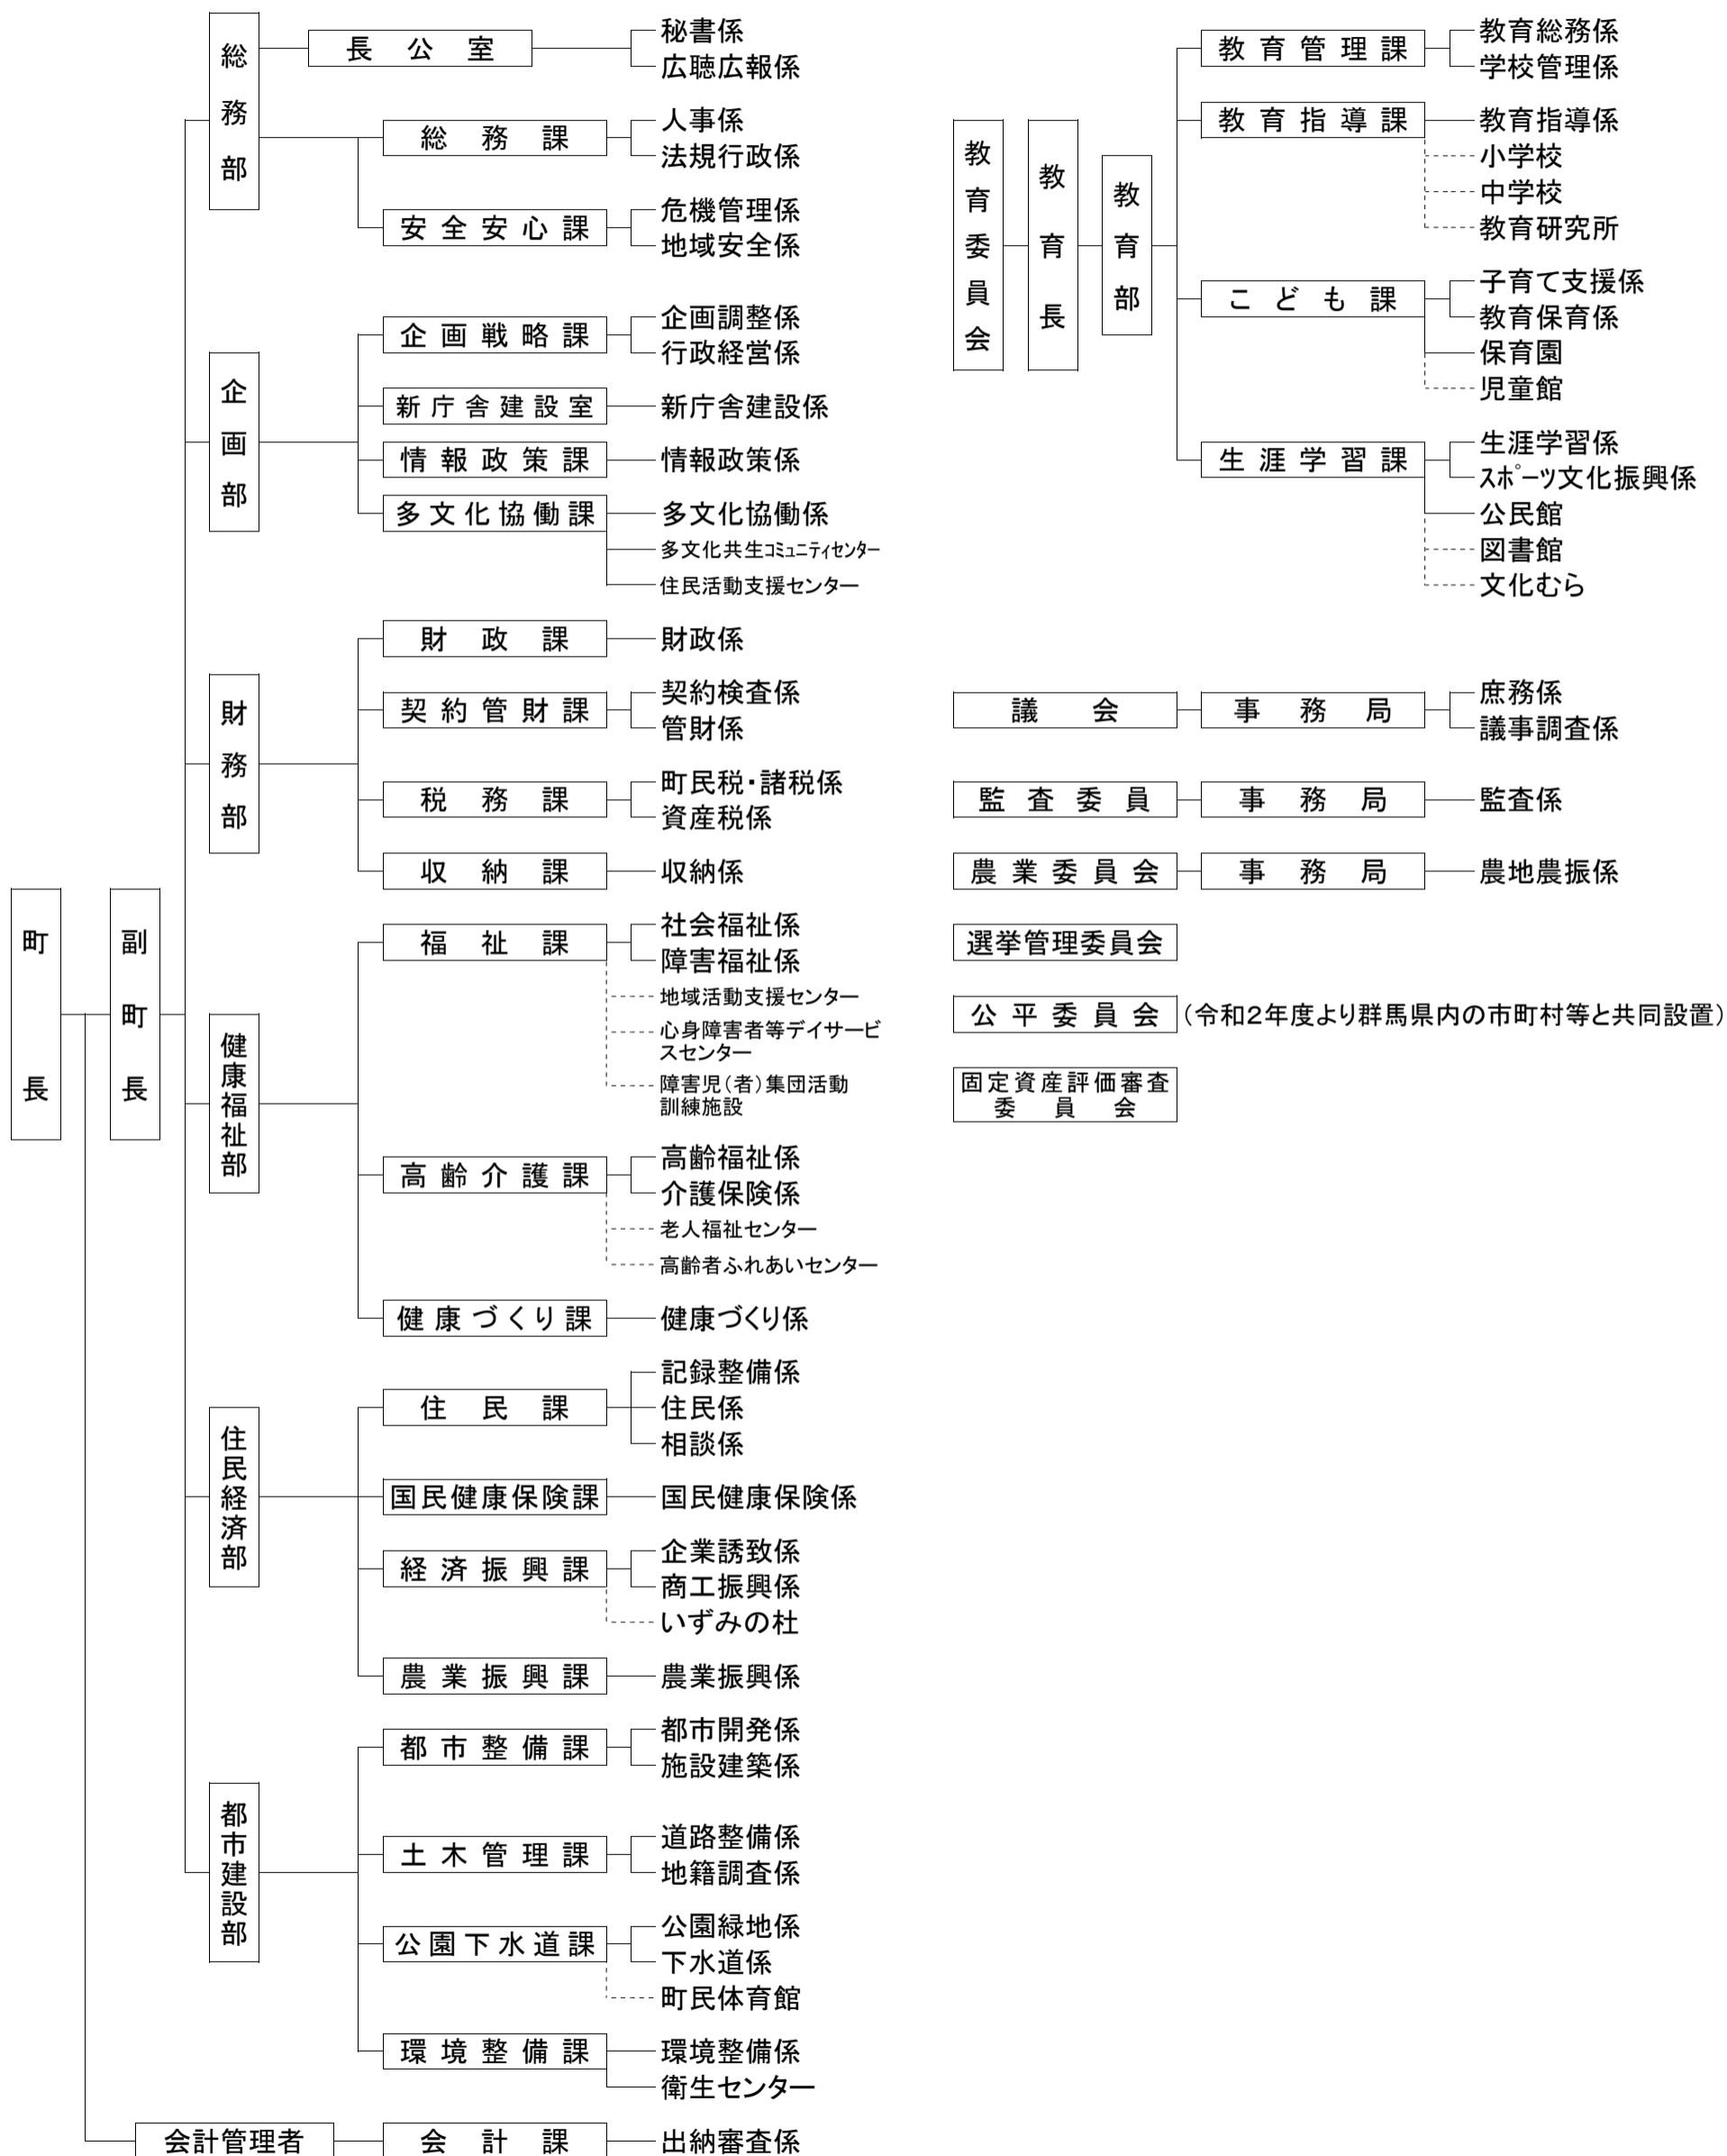 町長
副町長
総務部
長公室
秘書係
広聴広報係
総務課
人事係
法規行政係
安全安心課
危機管理係
地域安全係
企画部
企画戦略課
企画調整係
行政経営係
新庁舎建設室
新庁舎建設係
情報政策課
情報政策係
多文化協働課
多文化協働係
多文化共生ｺﾐｭﾆﾃｨｾﾝﾀｰ
住民活動支援センター
財務部
財政課
財政係
契約管財課
契約検査係
管財係
税務課
町民税・諸税係
資産税係
収納課
収納係
健康福祉部
福祉課
社会福祉係
障害福祉係
地域活動支援センター
心身障害者等デイサービ
スセンター
障害児（者）集団活動
訓練施設
高齢介護課
高齢福祉係
介護保険係
老人福祉センター
高齢者ふれあいセンター
健康づくり課
健康づくり係
住民経済部
住民課
記録整備係
住民係
相談係
国民健康保険課
国民健康保険係
経済振興課
企業誘致係
商工振興係
いずみの杜
農業振興課
農業振興係
都市建設部
都市整備課
都市開発係
施設建築係
土木管理課
道路整備係
地籍調査係
公園下水道課
公園緑地係
下水道係
町民体育館
環境整備課
環境整備係
衛生センター
会計管理者
会計課
出納審査係
教育委員会
教育長
教育部
教育管理課
教育総務係
学校管理係
教育指導課
教育指導係
小学校
中学校
教育研究所
こども課
子育て支援係
教育保育係
保育園
児童館
生涯学習課
生涯学習係
ｽﾎﾟｰﾂ文化振興係
公民館
図書館
文化むら
議会
事務局
庶務係
議事調査係
監査委員
事務局
監査係
農業委員会
事務局
農地農振係
選挙管理委員会
公平委員会
（令和２年度より群馬県内の市町村等と共同設置）
固定資産評価審査
委員会